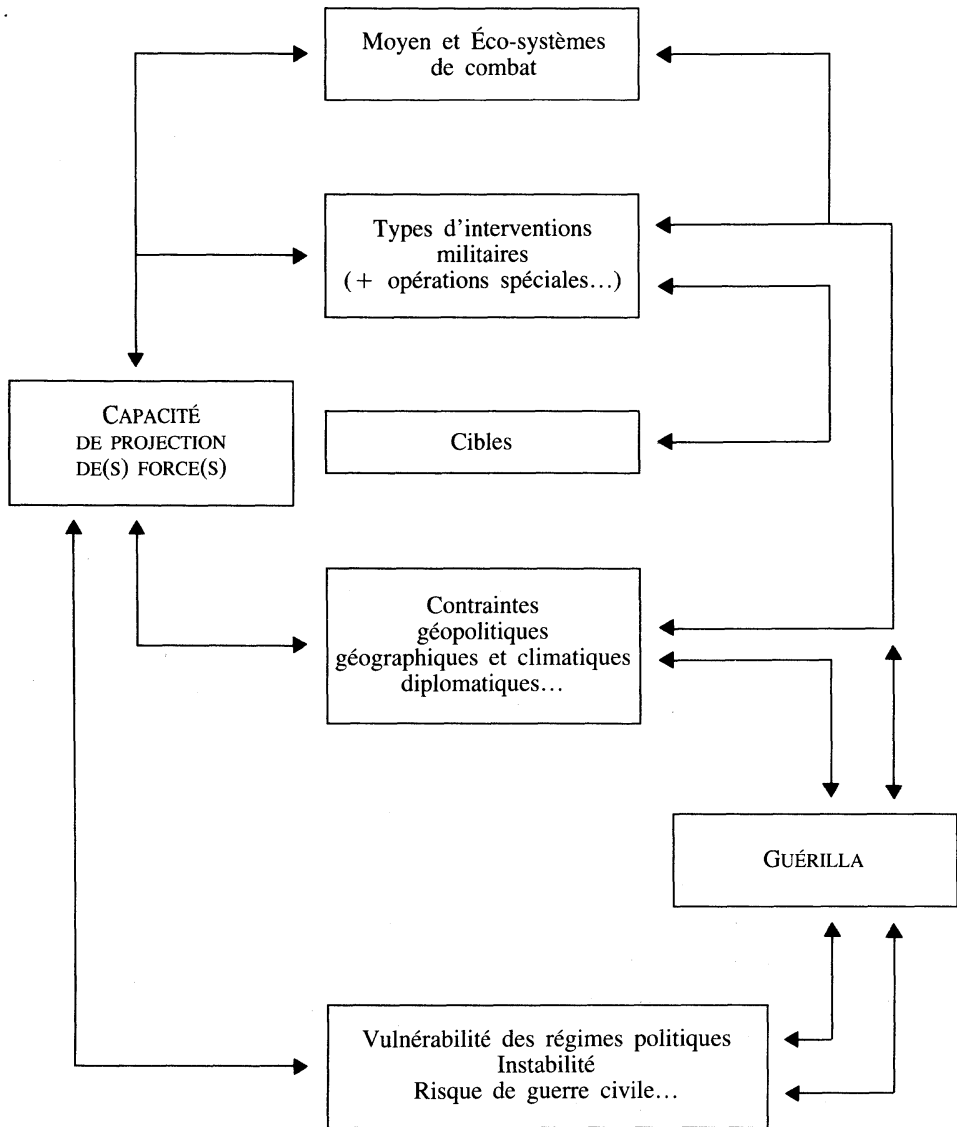 Moyen et Éco-systèmes
de combat
Types d'interventions
militaires
(+ opérations spéciales...)
CAPACITÉ
DE PROJECTION
DE(S) FORCE(S)
Cibles
Contraintes
géopolitiques
géographiques et climatiques
diplomatiques...
GUÉRILLA
Vulnérabilité des régimes politiques
Instabilité
Risque de guerre civile...